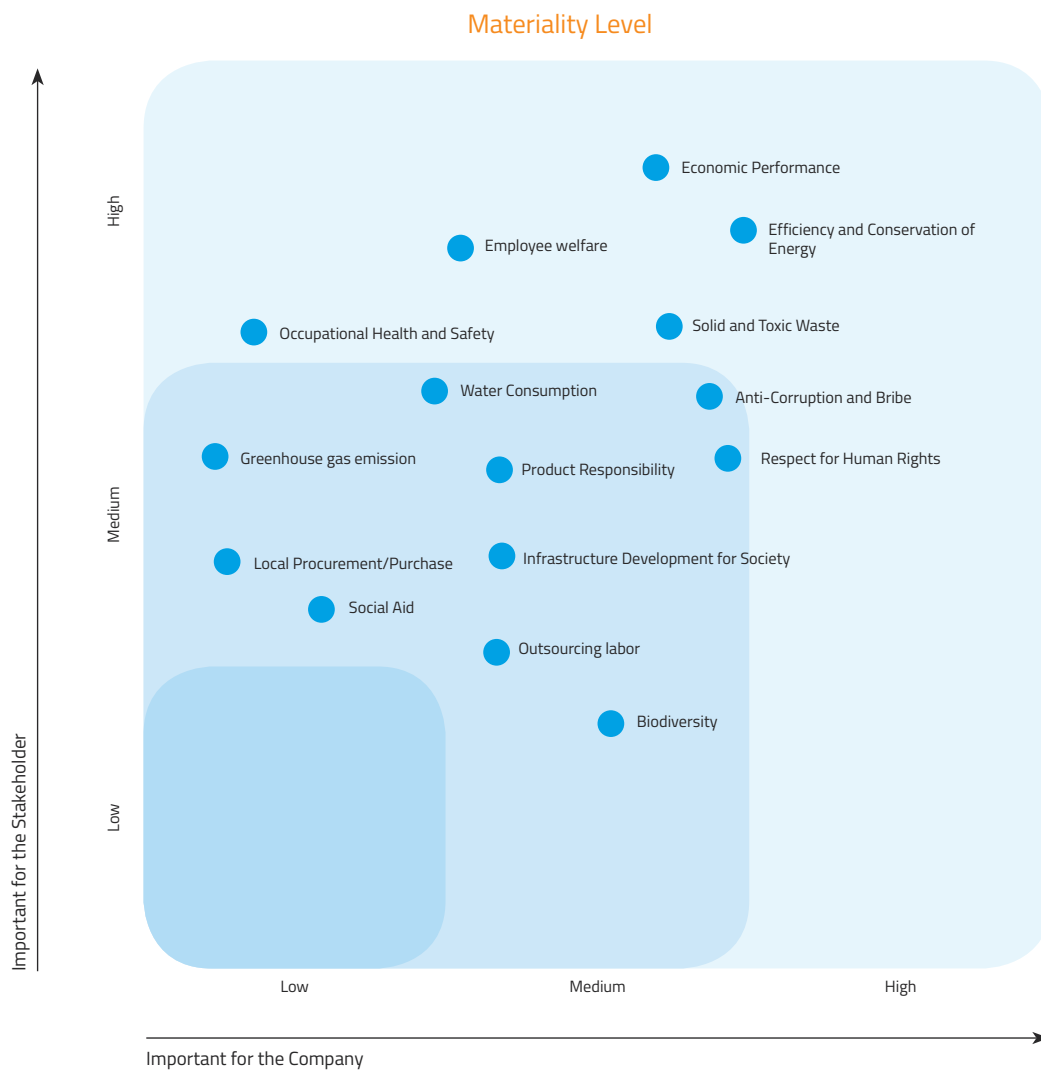 Materiality Level
Important for the Stakeholder
High
Medium
Low
Economic Performance
Efficiency and Conservation of
Energy
Employee welfare
Solid and Toxic Waste
Occupational Health and Safety
Water Consumption
Anti-Corruption and Bribe
Greenhouse gas emission
Respect for Human Rights
Product Responsibility
Infrastructure Development for Society
Local Procurement/Purchase
Social Aid
Outsourcing labor
Biodiversity
Low
Medium
High
Important for the Company